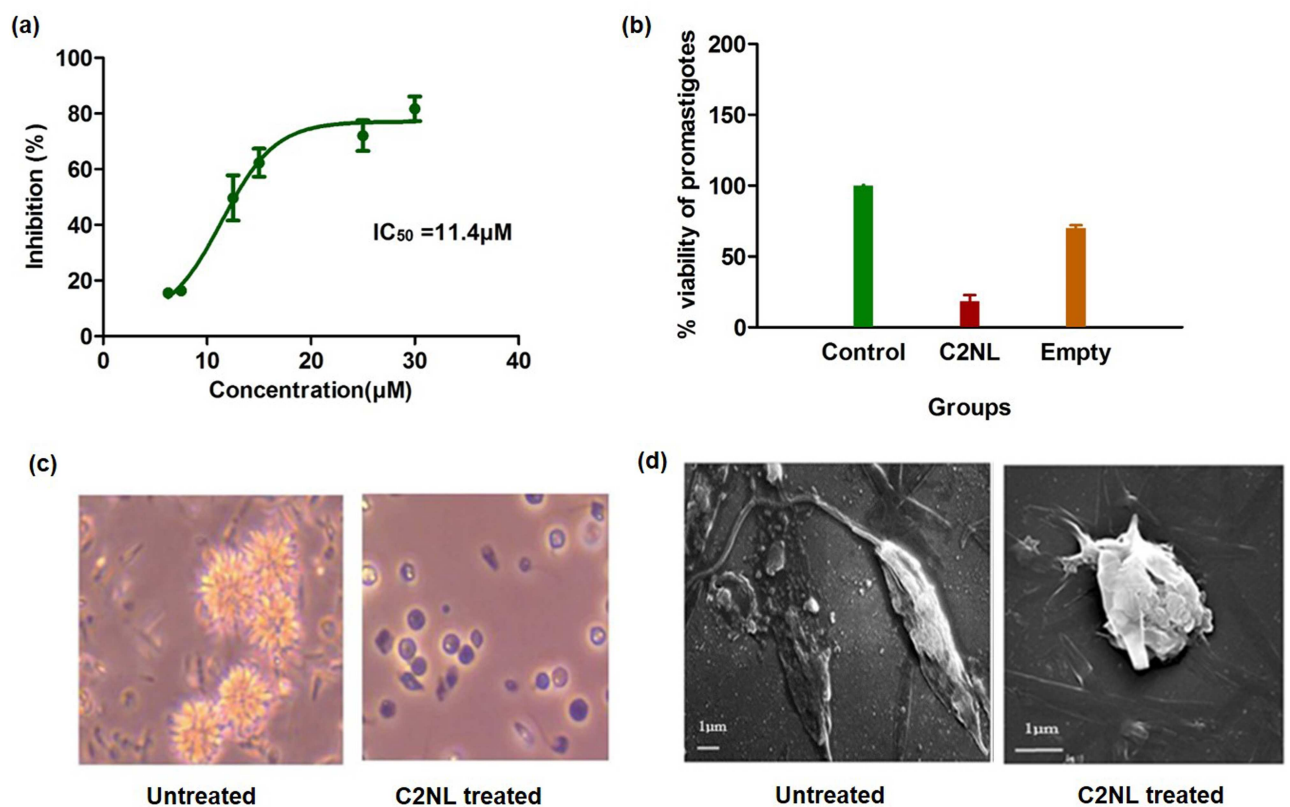 (a)
100
80
60
40
20
0
Inhibition (%)
IC50 =11.4µM
0 10 20 30 40
Concentration(µM)
(b)
200
150
100
50
0
% viability of promastigotes
Control C2NL Empty
Groups
(c)
Untreated C2NL treated
(d)
1µm
1µm
Untreated C2NL treated